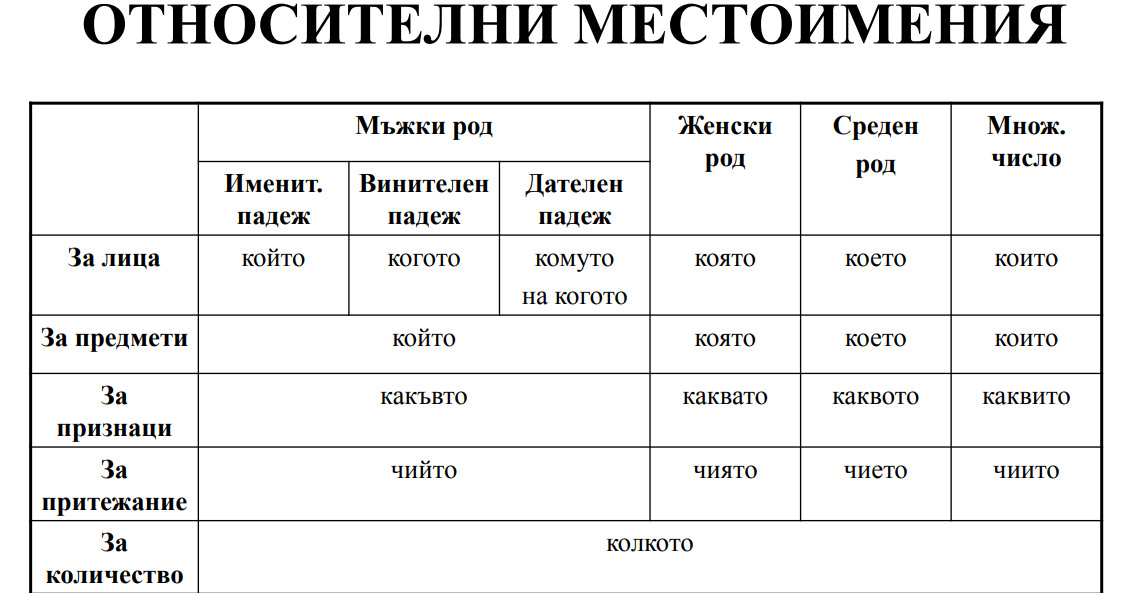 ОТНОСИТЕЛНИ МЕСТОИМЕНИЯ
Мъжки род
Женски род
Среден род
Множ. число
Именит. падеж
Винителен падеж
Дателен падеж
За лица
който
когото
комуто
на когото
която
което
които
За предмети
който
която
което
които
За признаци
какъвто
каквато
каквото
каквито
За притежание
чийто
чиято
чието
чиито
За количество
колкото